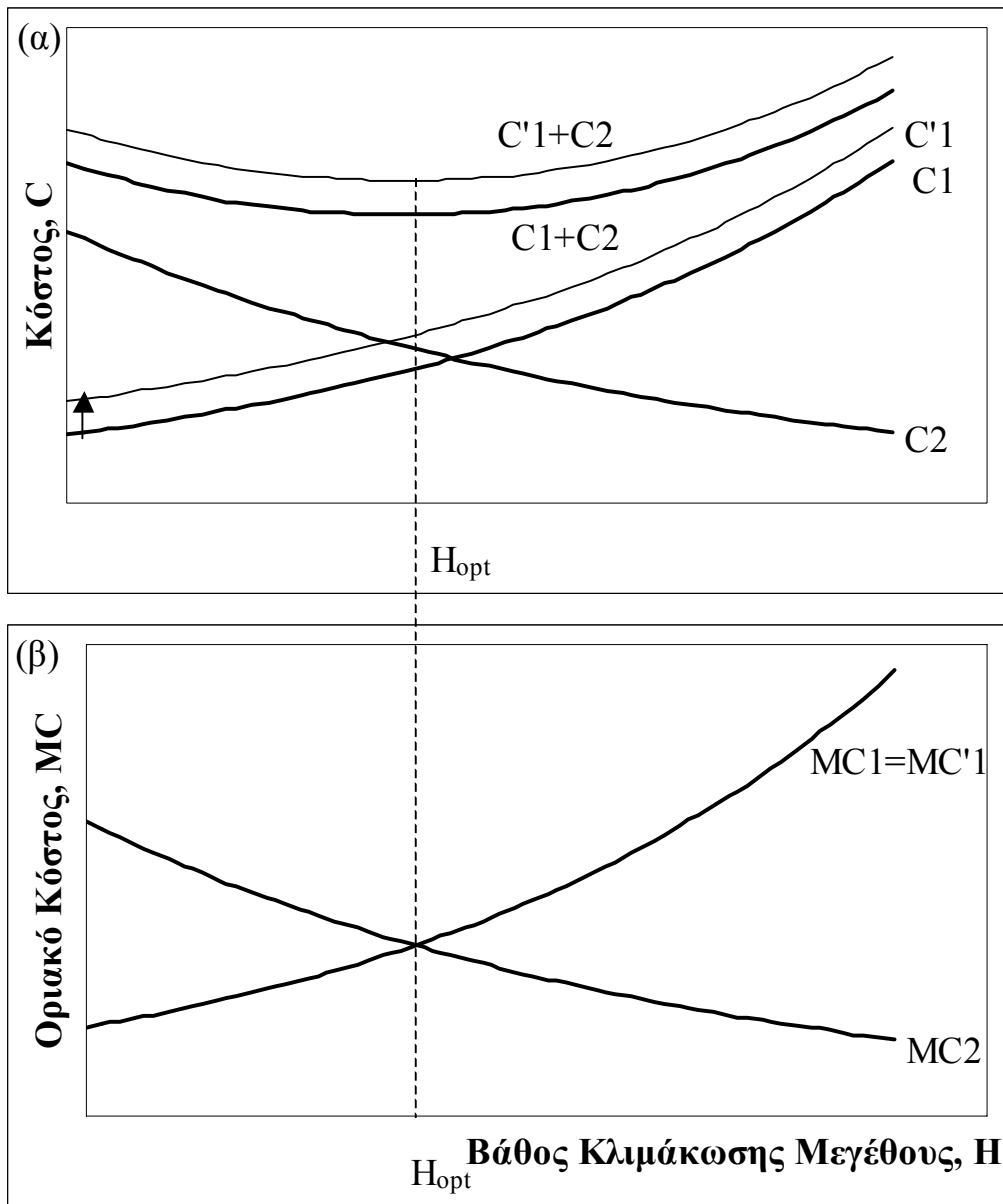 (α)
Κόστος, C
C'1+C2
C'1
C1
C1+C2
C2
Hopt
(β)
Οριακό Κόστος, MC
MC1=MC'1
MC2
Βάθος Κλιμάκωσης Μεγέθους, H
Hopt